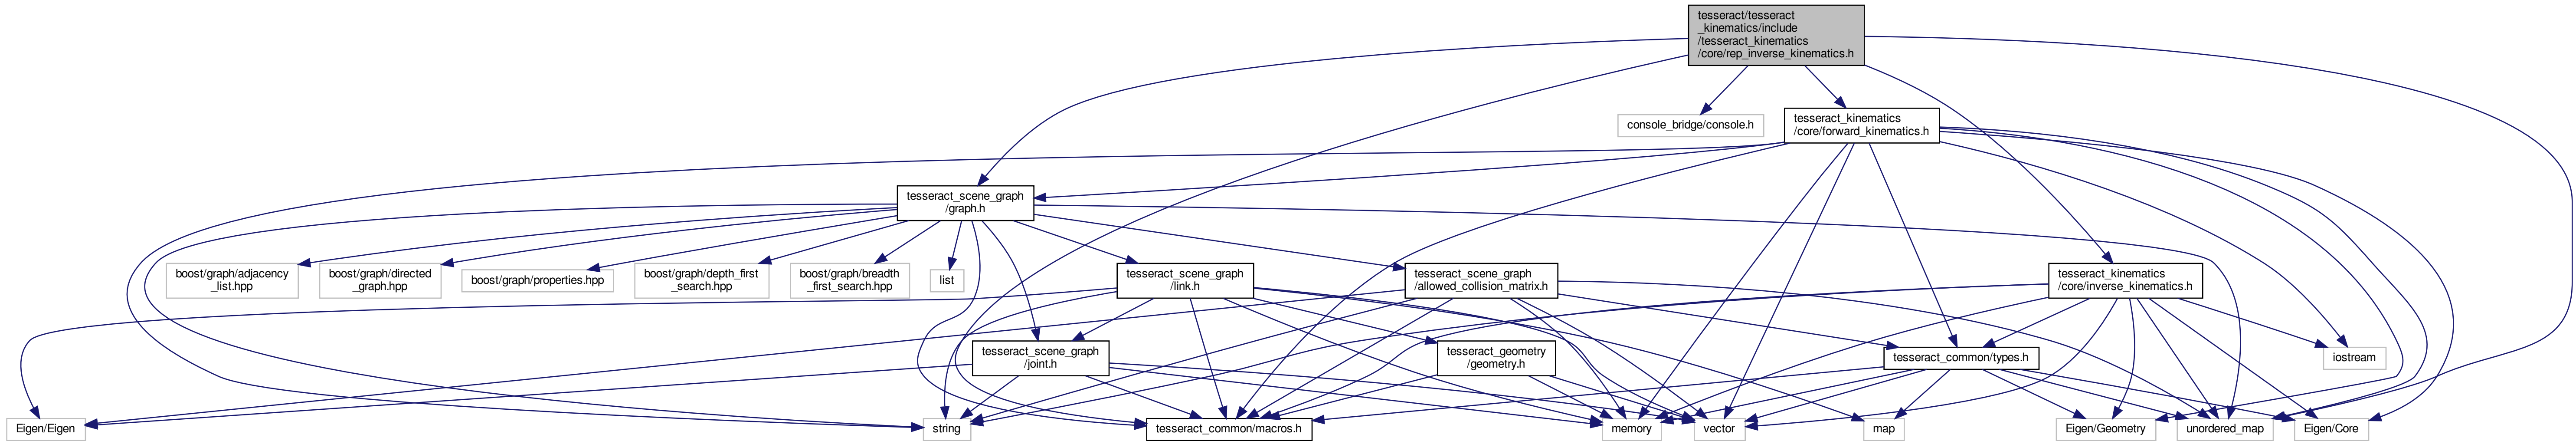 tesseract/tesseract
_kinematics/include
/tesseract_kinematics
/core/rep_inverse_kinematics.h
console_bridge/console.h
tesseract_kinematics
/core/forward_kinematics.h
tesseract_scene_graph
/graph.h
boost/graph/adjacency
_list.hpp
boost/graph/directed
_graph.hpp
boost/graph/properties.hpp
boost/graph/depth_first
_search.hpp
boost/graph/breadth
_first_search.hpp
list
tesseract_scene_graph
/link.h
tesseract_scene_graph
/allowed_collision_matrix.h
tesseract_kinematics
/core/inverse_kinematics.h
tesseract_scene_graph
/joint.h
tesseract_geometry
/geometry.h
tesseract_common/types.h
iostream
Eigen/Eigen
string
tesseract_common/macros.h
memory
vector
map
Eigen/Geometry
unordered_map
Eigen/Core